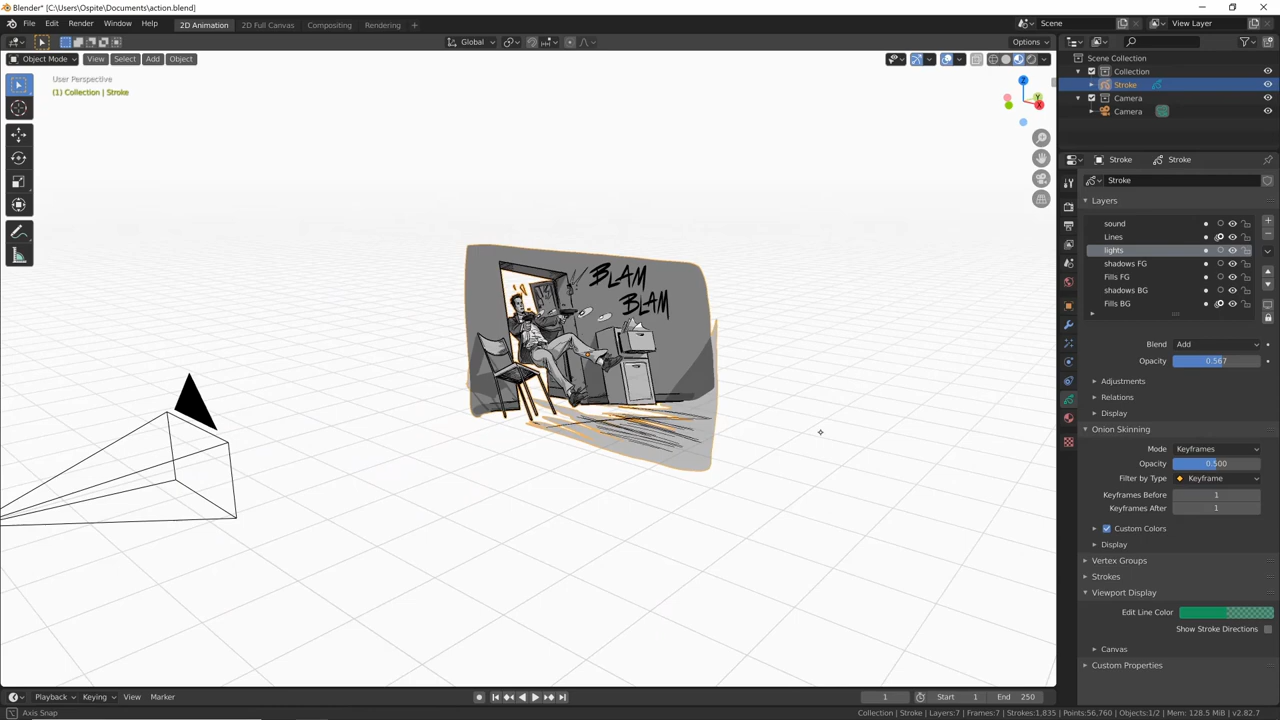 Blender* [C:\Users\Ospite\Documents\action.blend]
File Edit Render Window Help 2D Animation 2D Full Canvas Compositing Rendering + Scene View Layer
Global Options
Object Mode View Select Add Object
User Perspective
(1) Collection | Stroke
Z
Y
X
BLAM
BLAM
Scene Collection
Collection
Stroke
Camera
Camera
Stroke Stroke
Stroke
Layers
sound
Lines
lights
shadows FG
Fills FG
shadows BG
Fills BG
Blend Add
Opacity 0.567
Adjustments
Relations
Display
Onion Skinning
Mode Keyframes
Opacity 0.500
Filter by Type Keyframe
Keyframes Before 1
Keyframes After 1
Custom Colors
Display
Vertex Groups
Strokes
Viewport Display
Edit Line Color
Show Stroke Directions
Canvas
Custom Properties
Playback Keying View Marker 1 Start 1 End 250
Axis Snap Collection | Stroke | Layers:7 | Frames:7 | Strokes:1,835 | Points:56,760 | Objects:1/2 | Mem: 128.5 MiB | v2.82.7